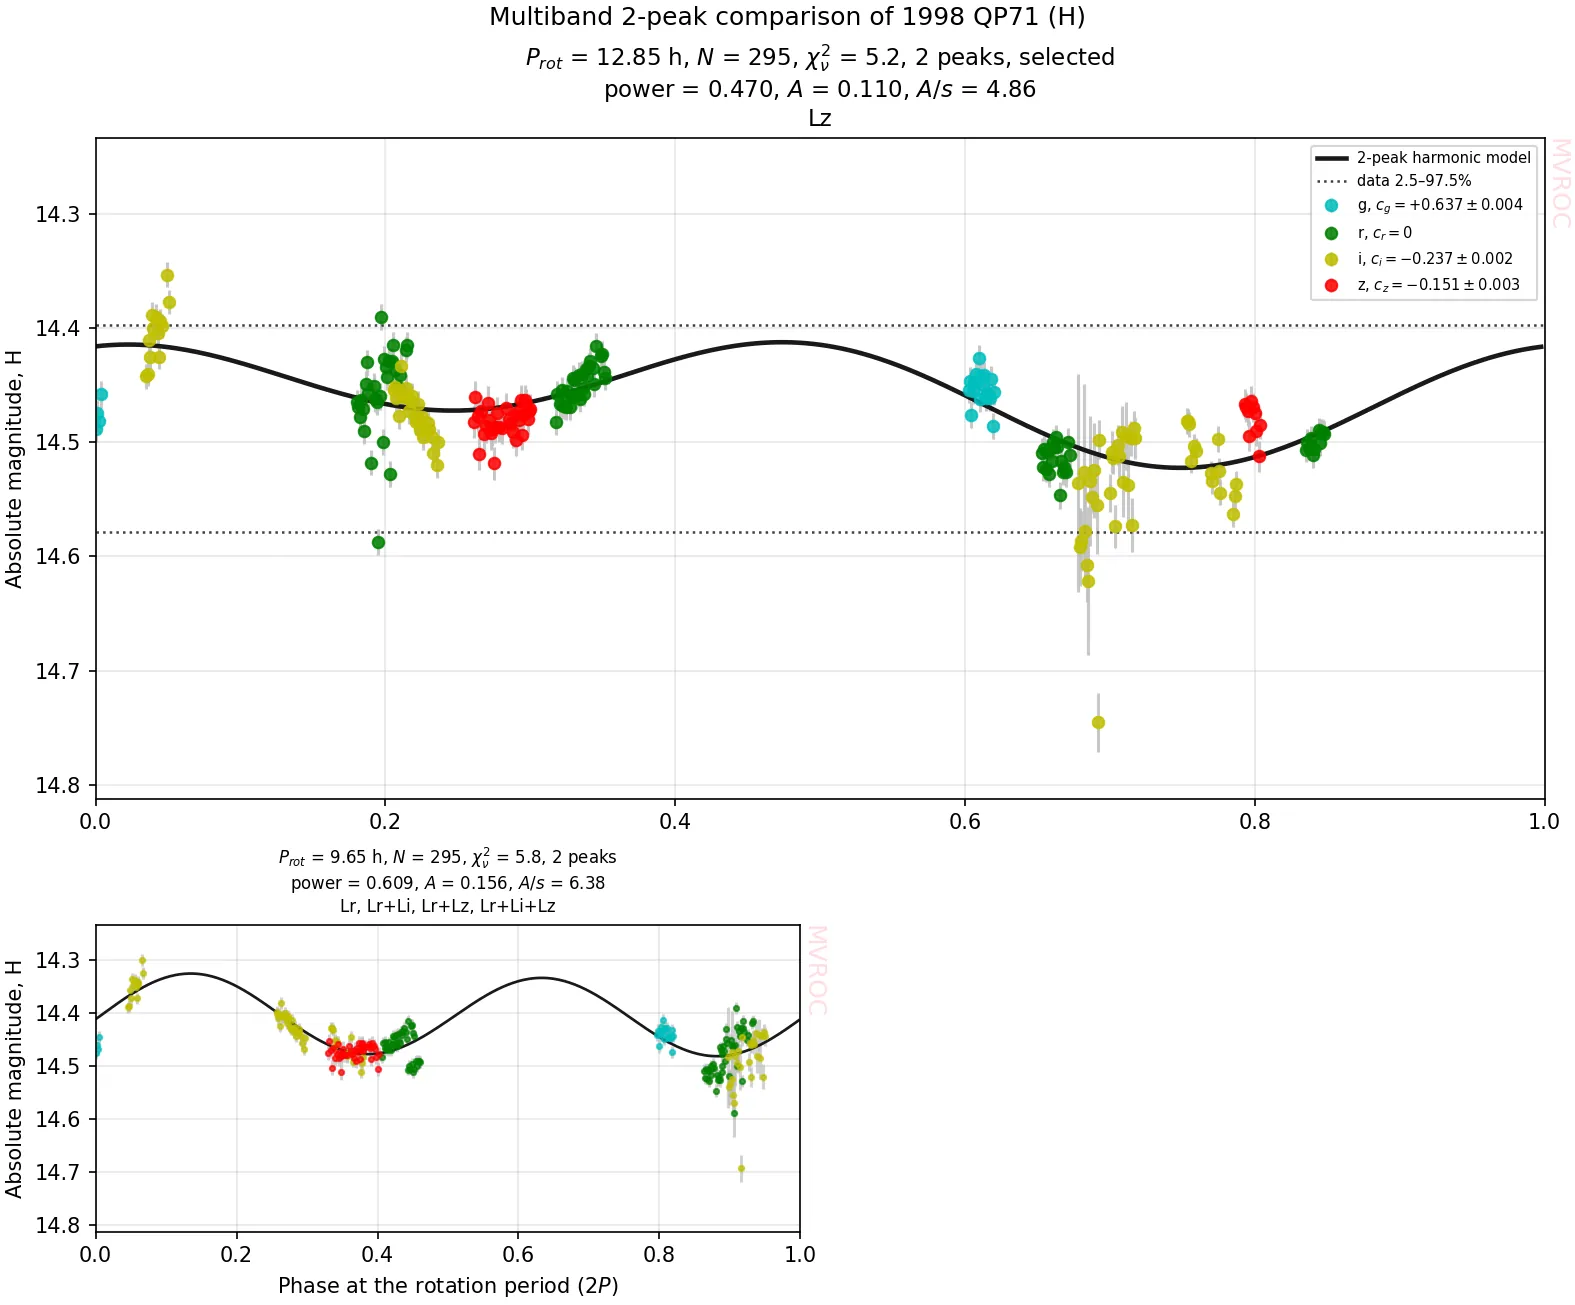 Multiband 2-peak comparison of 1998 QP71 (H)
P_rot = 12.85 h, N = 295, χ²_ν = 5.2, 2 peaks, selected
power = 0.470, A = 0.110, A/s = 4.86
Lz
MVROC
2-peak harmonic model
data 2.5–97.5%
g, c_g = +0.637 ± 0.004
r, c_r = 0
i, c_i = −0.237 ± 0.002
z, c_z = −0.151 ± 0.003
Absolute magnitude, H
14.3
14.4
14.5
14.6
14.7
14.8
0.0 0.2 0.4 0.6 0.8 1.0
P_rot = 9.65 h, N = 295, χ²_ν = 5.8, 2 peaks
power = 0.609, A = 0.156, A/s = 6.38
Lr, Lr+Li, Lr+Lz, Lr+Li+Lz
MVROC
Absolute magnitude, H
14.3
14.4
14.5
14.6
14.7
14.8
0.0 0.2 0.4 0.6 0.8 1.0
Phase at the rotation period (2P)